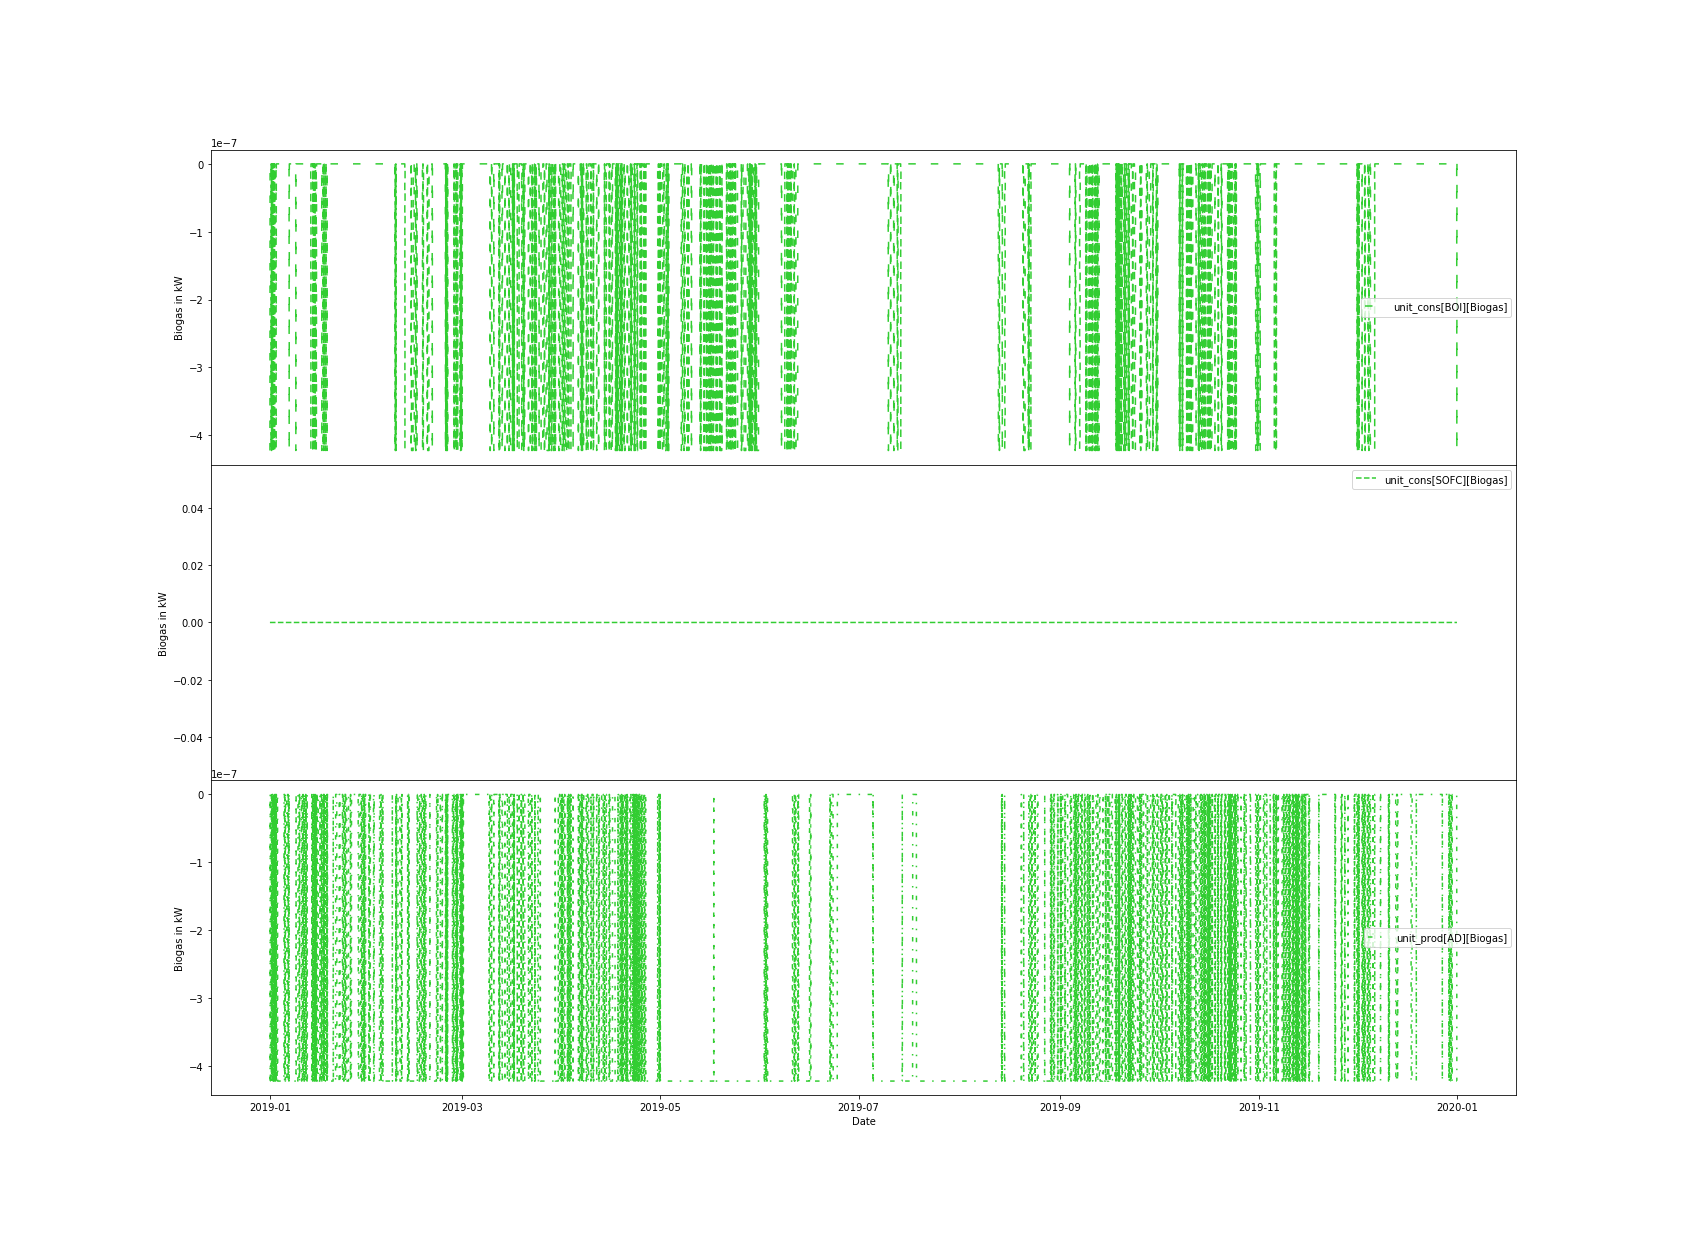 1e−7
0
−1
−2
−3
−4
Biogas in kW
unit_cons[BOI][Biogas]
unit_cons[SOFC][Biogas]
0.04
0.02
0.00
−0.02
−0.04
Biogas in kW
1e−7
0
−1
−2
−3
−4
Biogas in kW
unit_prod[AD][Biogas]
2019-01 2019-03 2019-05 2019-07 2019-09 2019-11 2020-01
Date